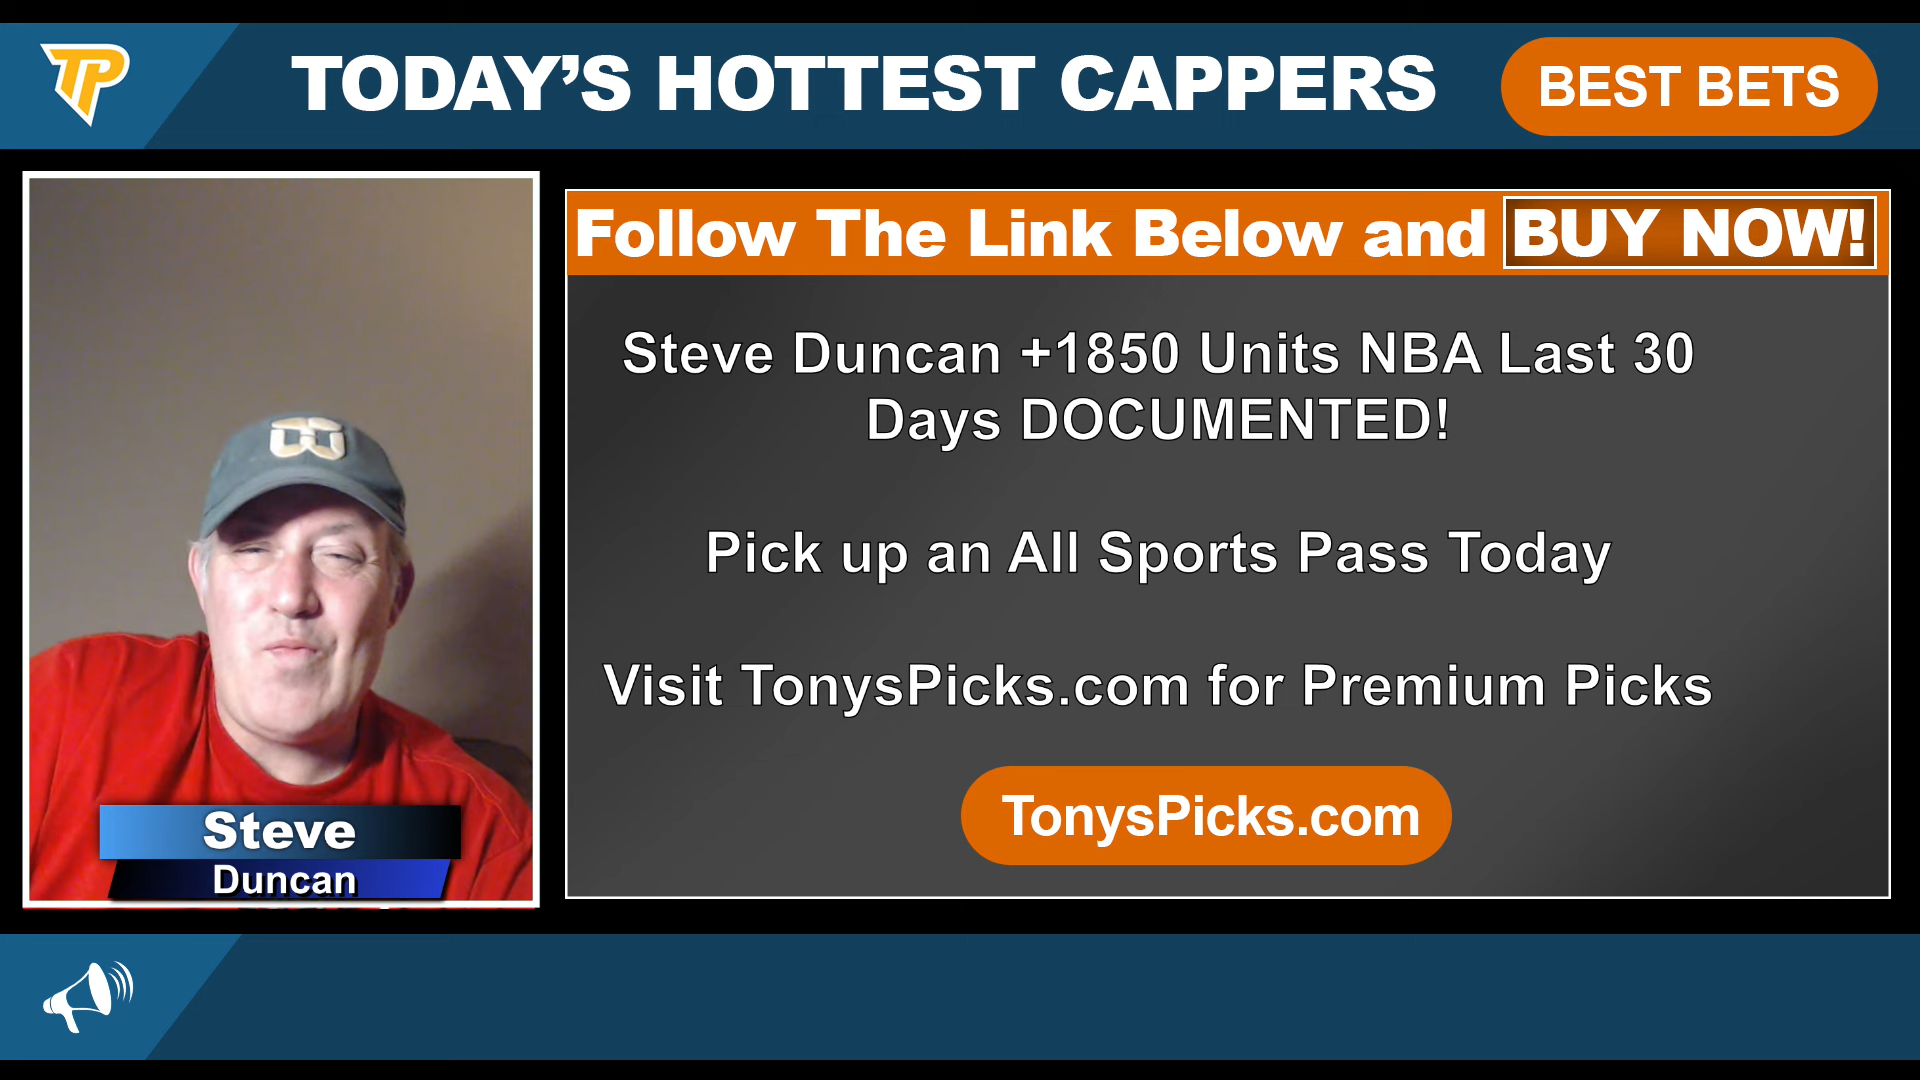 TP
TODAY'S HOTTEST CAPPERS
BEST BETS
Follow The Link Below and BUY NOW!
Steve Duncan +1850 Units NBA Last 30
Days DOCUMENTED!
Pick up an All Sports Pass Today
Visit TonysPicks.com for Premium Picks
TonysPicks.com
Steve
Duncan